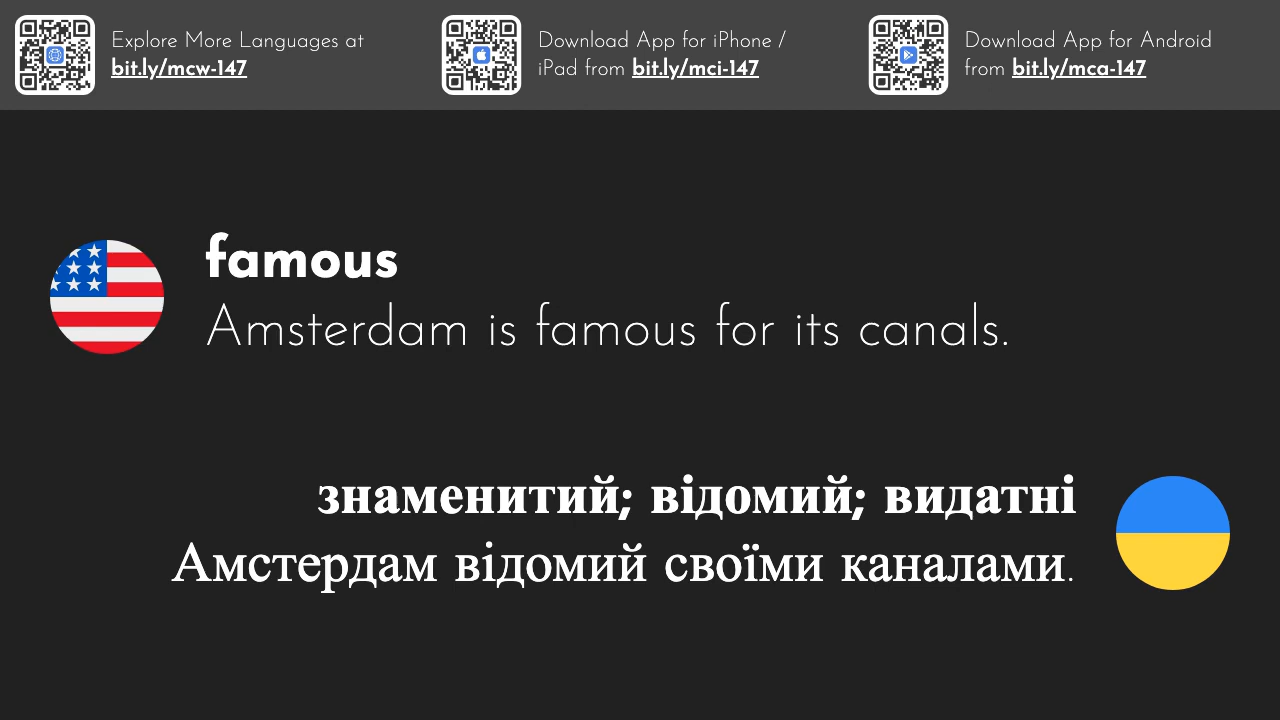 Explore More Languages at
bit.ly/mcw-147
Download App for iPhone /
iPad from bit.ly/mci-147
Download App for Android
from bit.ly/mca-147
famous
Amsterdam is famous for its canals.
знаменитий; відомий; видатні
Амстердам відомий своїми каналами.